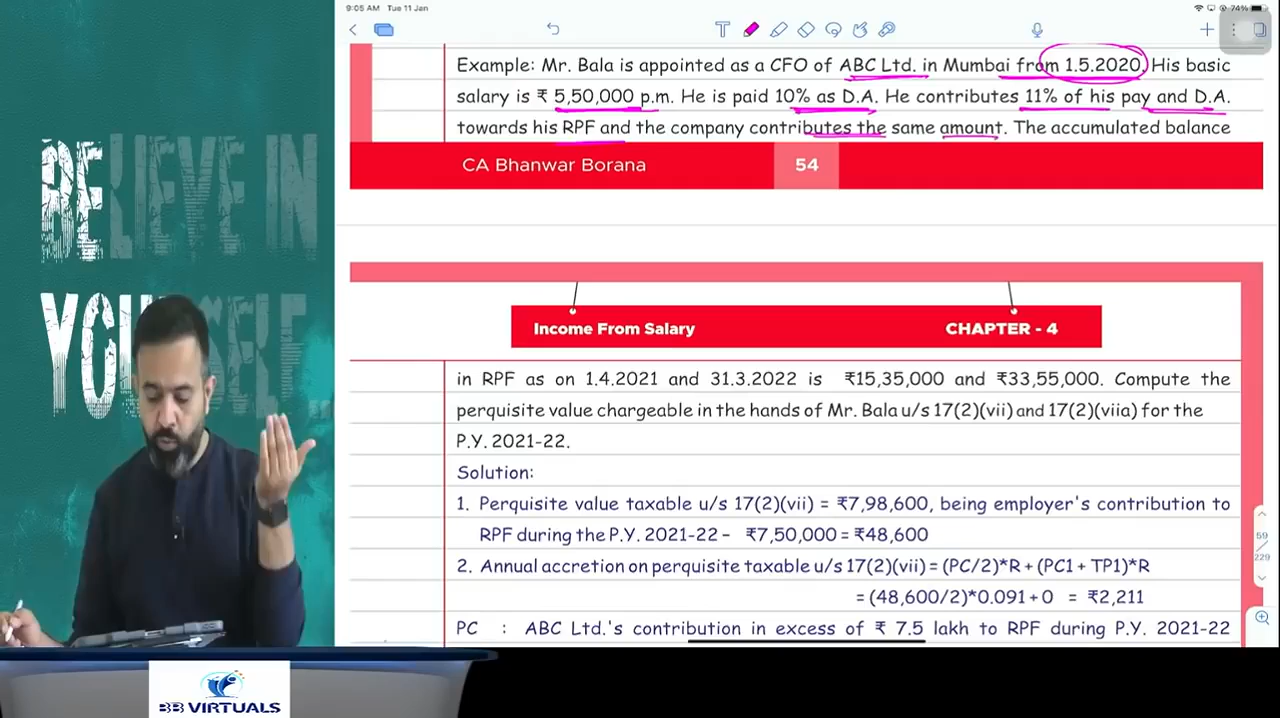 9:05 AM Tue 11 Jan
74%
Example: Mr. Bala is appointed as a CFO of ABC Ltd. in Mumbai from 1.5.2020. His basic
salary is ₹ 5,50,000 p.m. He is paid 10% as D.A. He contributes 11% of his pay and D.A.
towards his RPF and the company contributes the same amount. The accumulated balance
CA Bhanwar Borana 54
BELIEVE IN
YOURSELF
Income From Salary CHAPTER - 4
in RPF as on 1.4.2021 and 31.3.2022 is ₹15,35,000 and ₹33,55,000. Compute the
perquisite value chargeable in the hands of Mr. Bala u/s 17(2)(vii) and 17(2)(viia) for the
P.Y. 2021-22.
Solution:
1. Perquisite value taxable u/s 17(2)(vii) = ₹7,98,600, being employer's contribution to
RPF during the P.Y. 2021-22 – ₹7,50,000 = ₹48,600
2. Annual accretion on perquisite taxable u/s 17(2)(vii) = (PC/2)*R + (PC1 + TP1)*R
= (48,600/2)*0.091 + 0 = ₹2,211
PC : ABC Ltd.'s contribution in excess of ₹ 7.5 lakh to RPF during P.Y. 2021-22
59
229
BB VIRTUALS